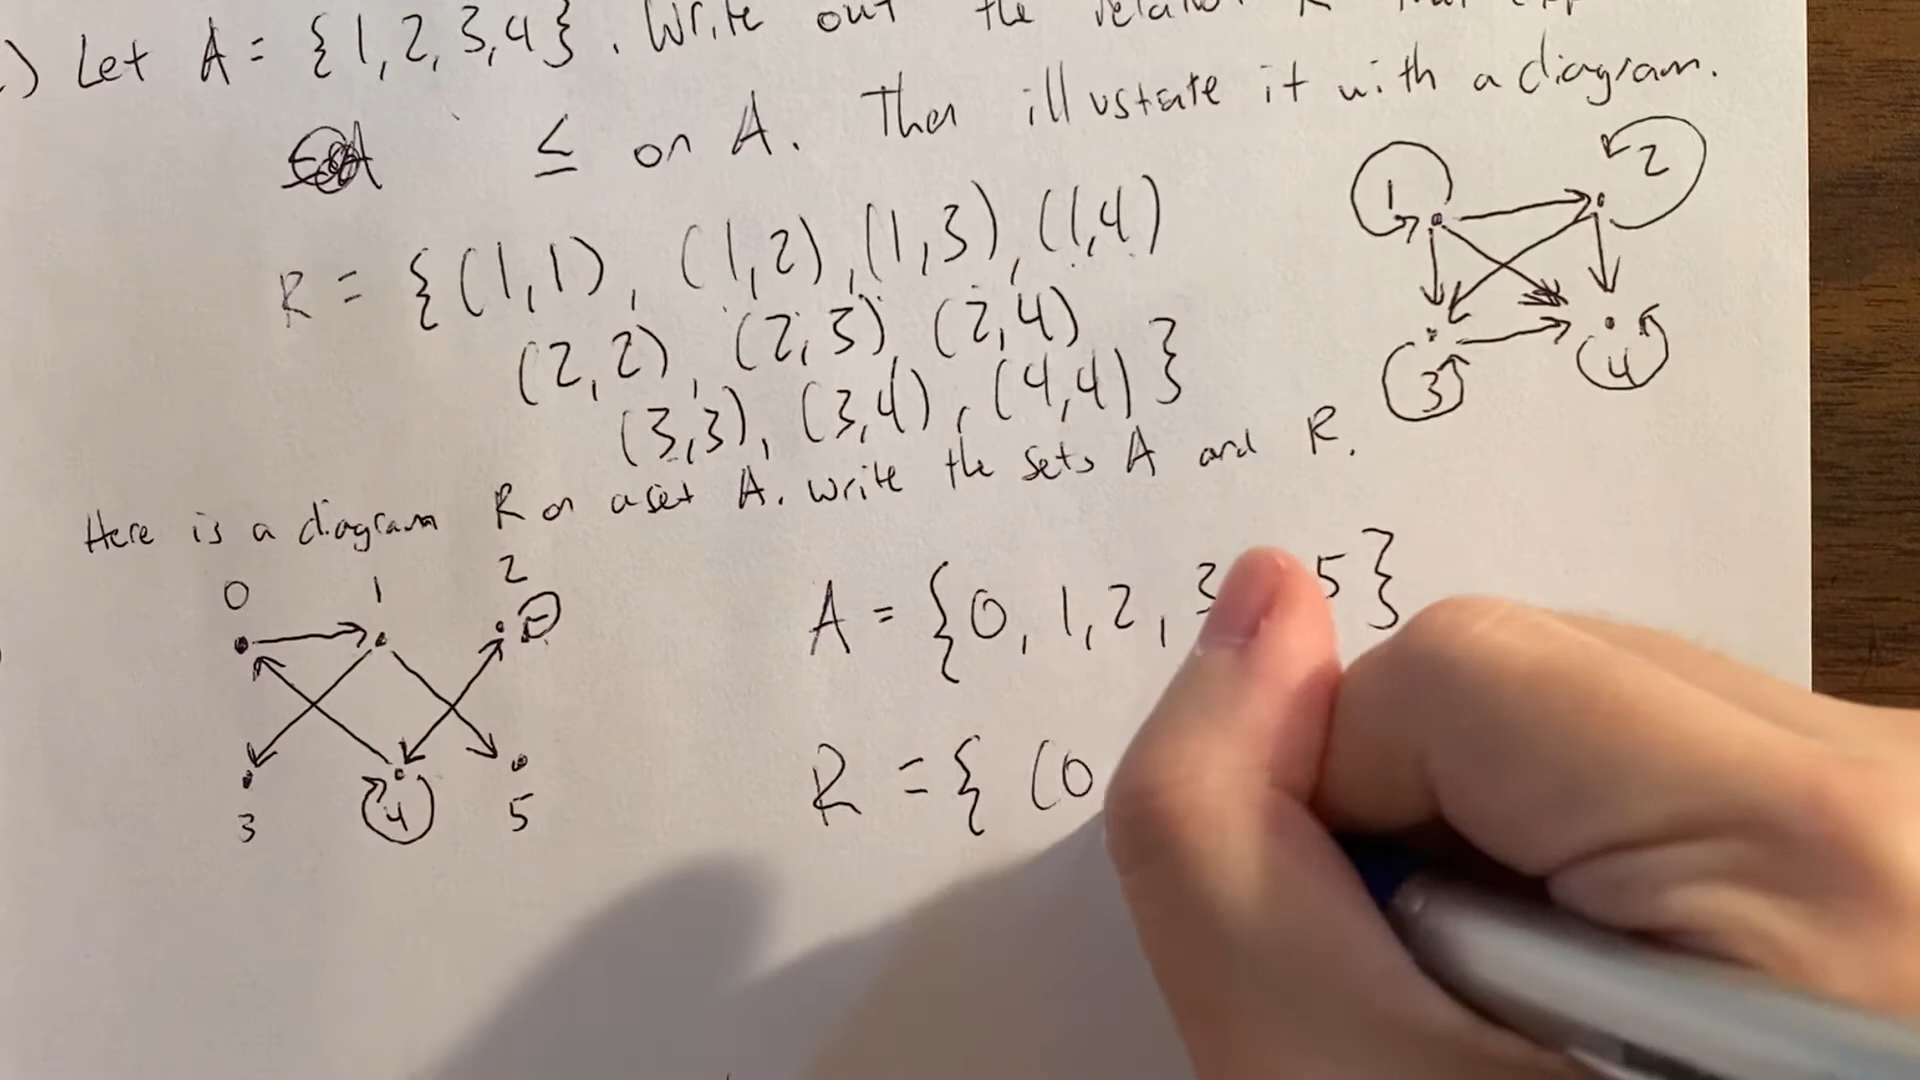 ) Let A = {1,2,3,4}. Write out the
≤ on A. Then illustrate it with a diagram.
R = {(1,1), (1,2), (1,3), (1,4)
(2,2), (2,3) (2,4)
(3,3), (3,4), (4,4)}
1
2
3
4
Here is a diagram R on a set A. Write the sets A and R.
0 1 2
3 4 5
A = {0, 1, 2, 3 5}
R = { (0